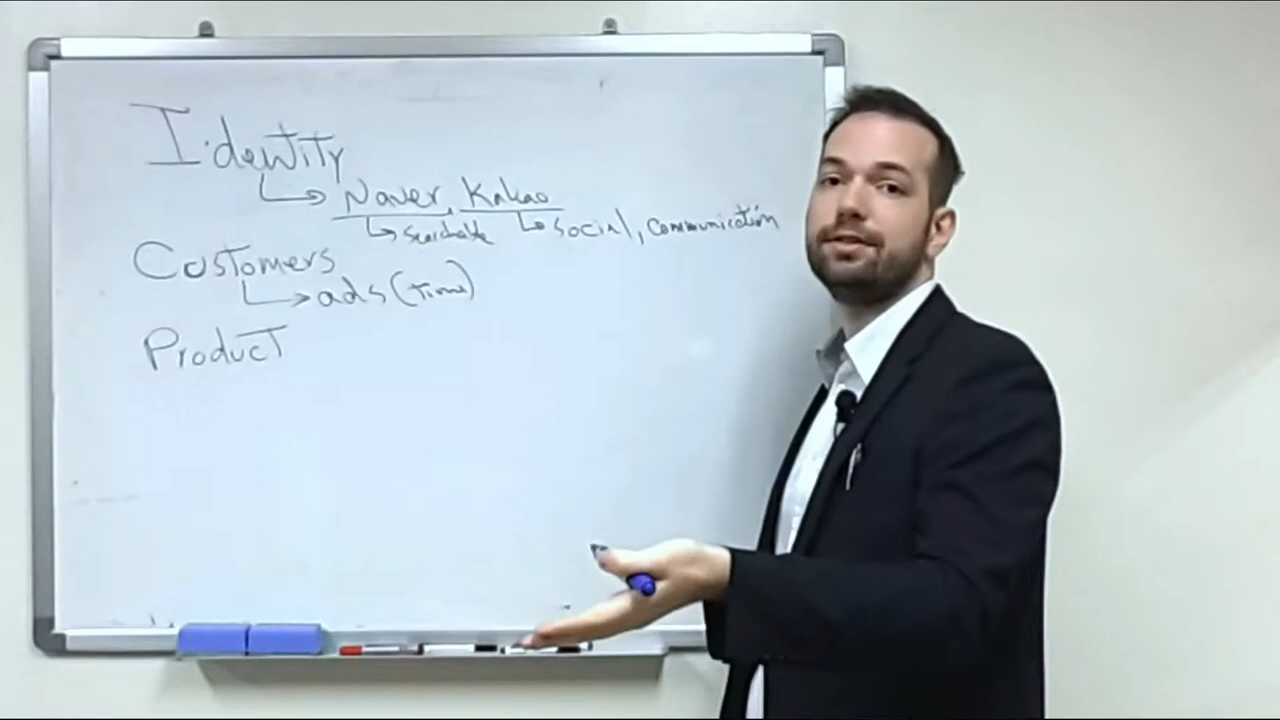 Identity
↳ Naver, Kakao
↳ Searchable ↳ Social, Communication
Customers
↳ ads (time)
Product